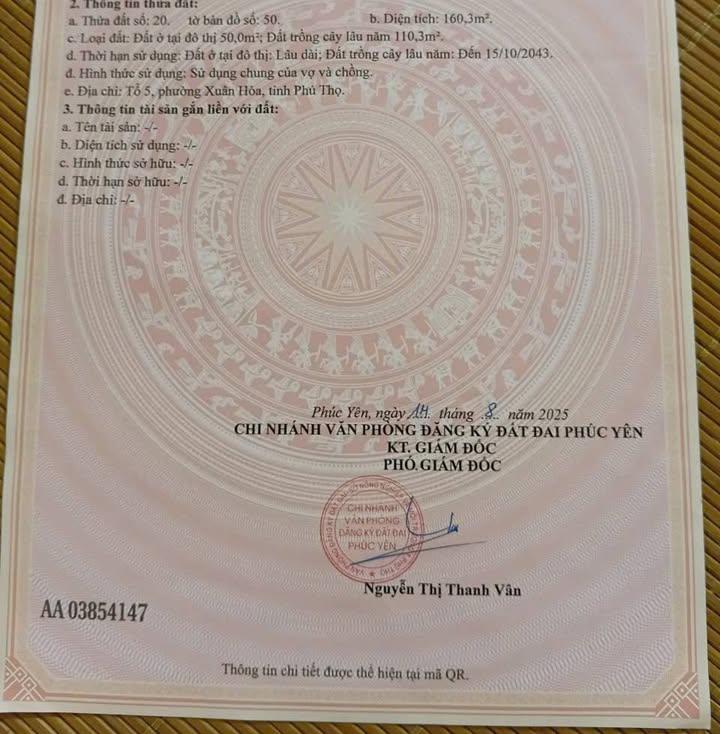 2. Thông tin thửa đất:
a. Thửa đất số: 20. tờ bản đồ số: 50. b. Diện tích: 160,3m².
c. Loại đất: Đất ở tại đô thị 50,0m²; Đất trồng cây lâu năm 110,3m².
d. Thời hạn sử dụng: Đất ở tại đô thị: Lâu dài; Đất trồng cây lâu năm: Đến 15/10/2043.
đ. Hình thức sử dụng: Sử dụng chung của vợ và chồng.
e. Địa chỉ: Tổ 5, phường Xuân Hòa, tỉnh Phú Thọ.
3. Thông tin tài sản gắn liền với đất:
a. Tên tài sản: -/-
b. Diện tích sử dụng: -/-
c. Hình thức sở hữu: -/-
d. Thời hạn sở hữu: -/-
đ. Địa chỉ: -/-
Phúc Yên, ngày 14 tháng 8 năm 2025
CHI NHÁNH VĂN PHÒNG ĐĂNG KÝ ĐẤT ĐAI PHÚC YÊN
KT. GIÁM ĐỐC
PHÓ GIÁM ĐỐC
CHI NHÁNH
VĂN PHÒNG
ĐĂNG KÝ ĐẤT ĐAI
PHÚC YÊN
Nguyễn Thị Thanh Vân
AA 03854147
Thông tin chi tiết được thể hiện tại mã QR.